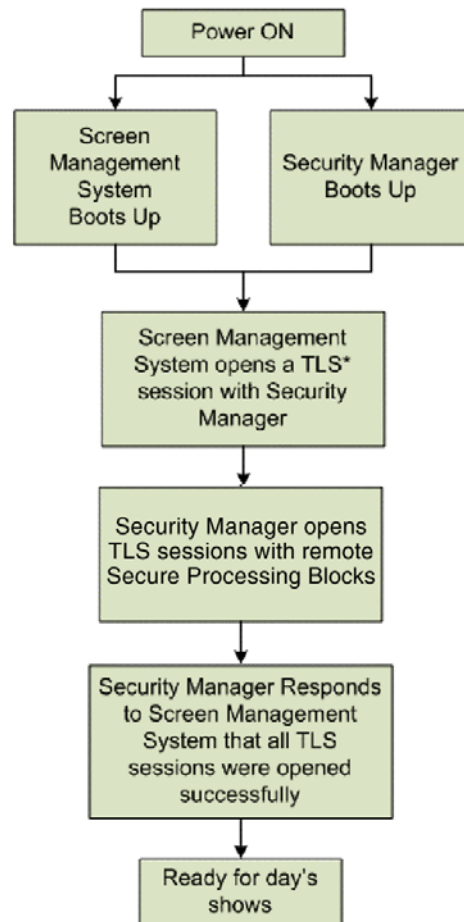 Power ON
Screen
Management
System
Boots Up
Security Manager
Boots Up
Screen Management
System opens a TLS*
session with Security
Manager
Security Manager opens
TLS sessions with remote
Secure Processing Blocks
Security Manager Responds
to Screen Management
System that all TLS
sessions were opened
successfully
Ready for day's
shows